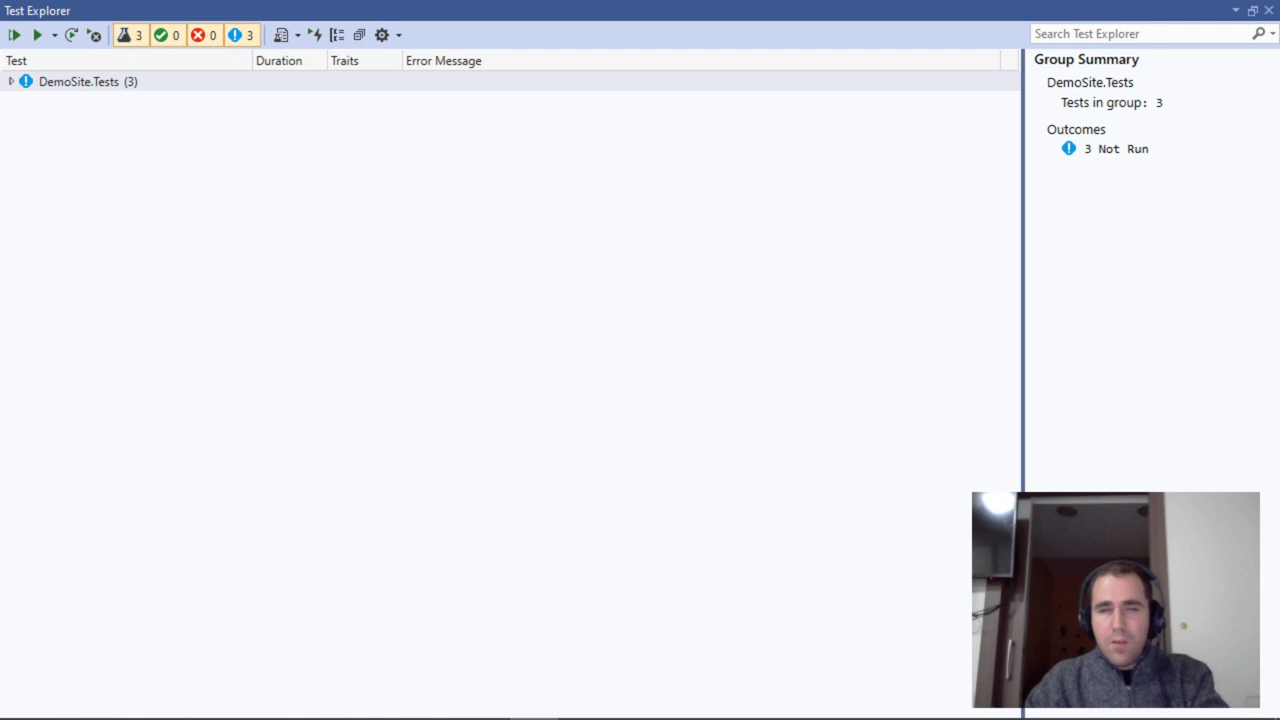 Test Explorer
3 0 0 3
Search Test Explorer
Test Duration Traits Error Message
DemoSite.Tests (3)
Group Summary
DemoSite.Tests
Tests in group: 3
Outcomes
3 Not Run